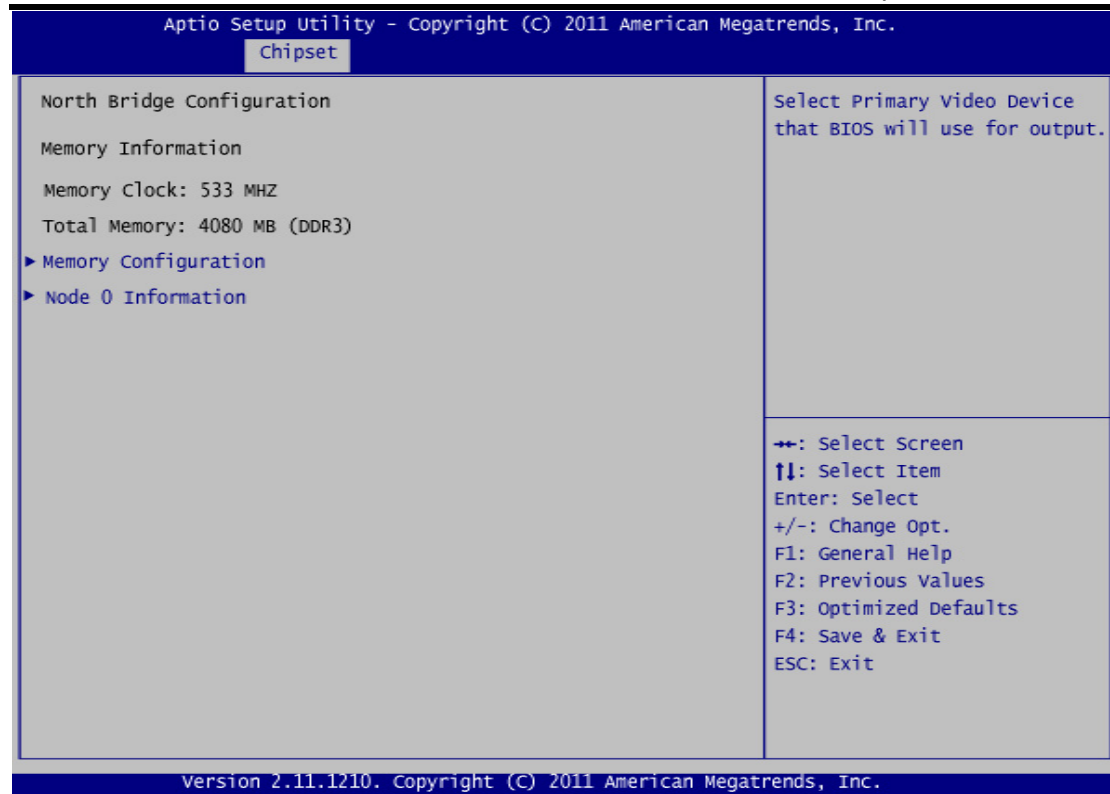 Aptio Setup Utility - Copyright (C) 2011 American Megatrends, Inc.
Chipset
North Bridge Configuration
Memory Information
Memory Clock: 533 MHZ
Total Memory: 4080 MB (DDR3)
► Memory Configuration
► Node 0 Information
Select Primary Video Device
that BIOS will use for output.
→←: Select Screen
↑↓: Select Item
Enter: Select
+/-: Change Opt.
F1: General Help
F2: Previous Values
F3: Optimized Defaults
F4: Save & Exit
ESC: Exit
Version 2.11.1210. Copyright (C) 2011 American Megatrends, Inc.